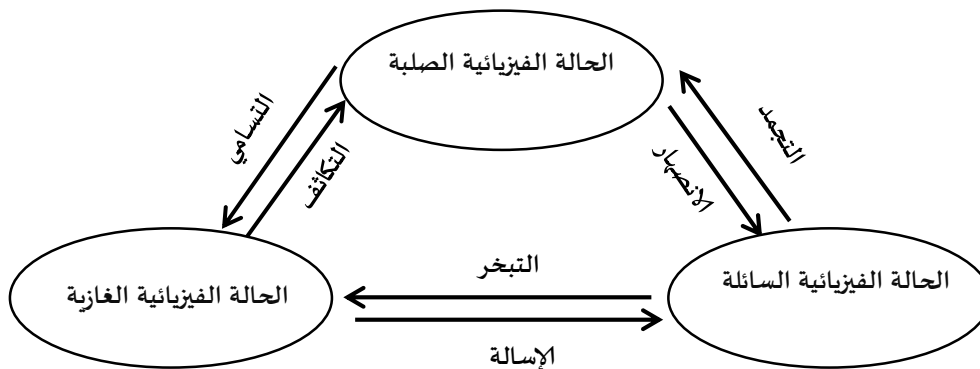 الحالة الفيزيائية الصلبة
التجمد
الانصهار
التسامي
التكاثف
الحالة الفيزيائية السائلة
التبخر
الحالة الفيزيائية الغازية
الإسالة